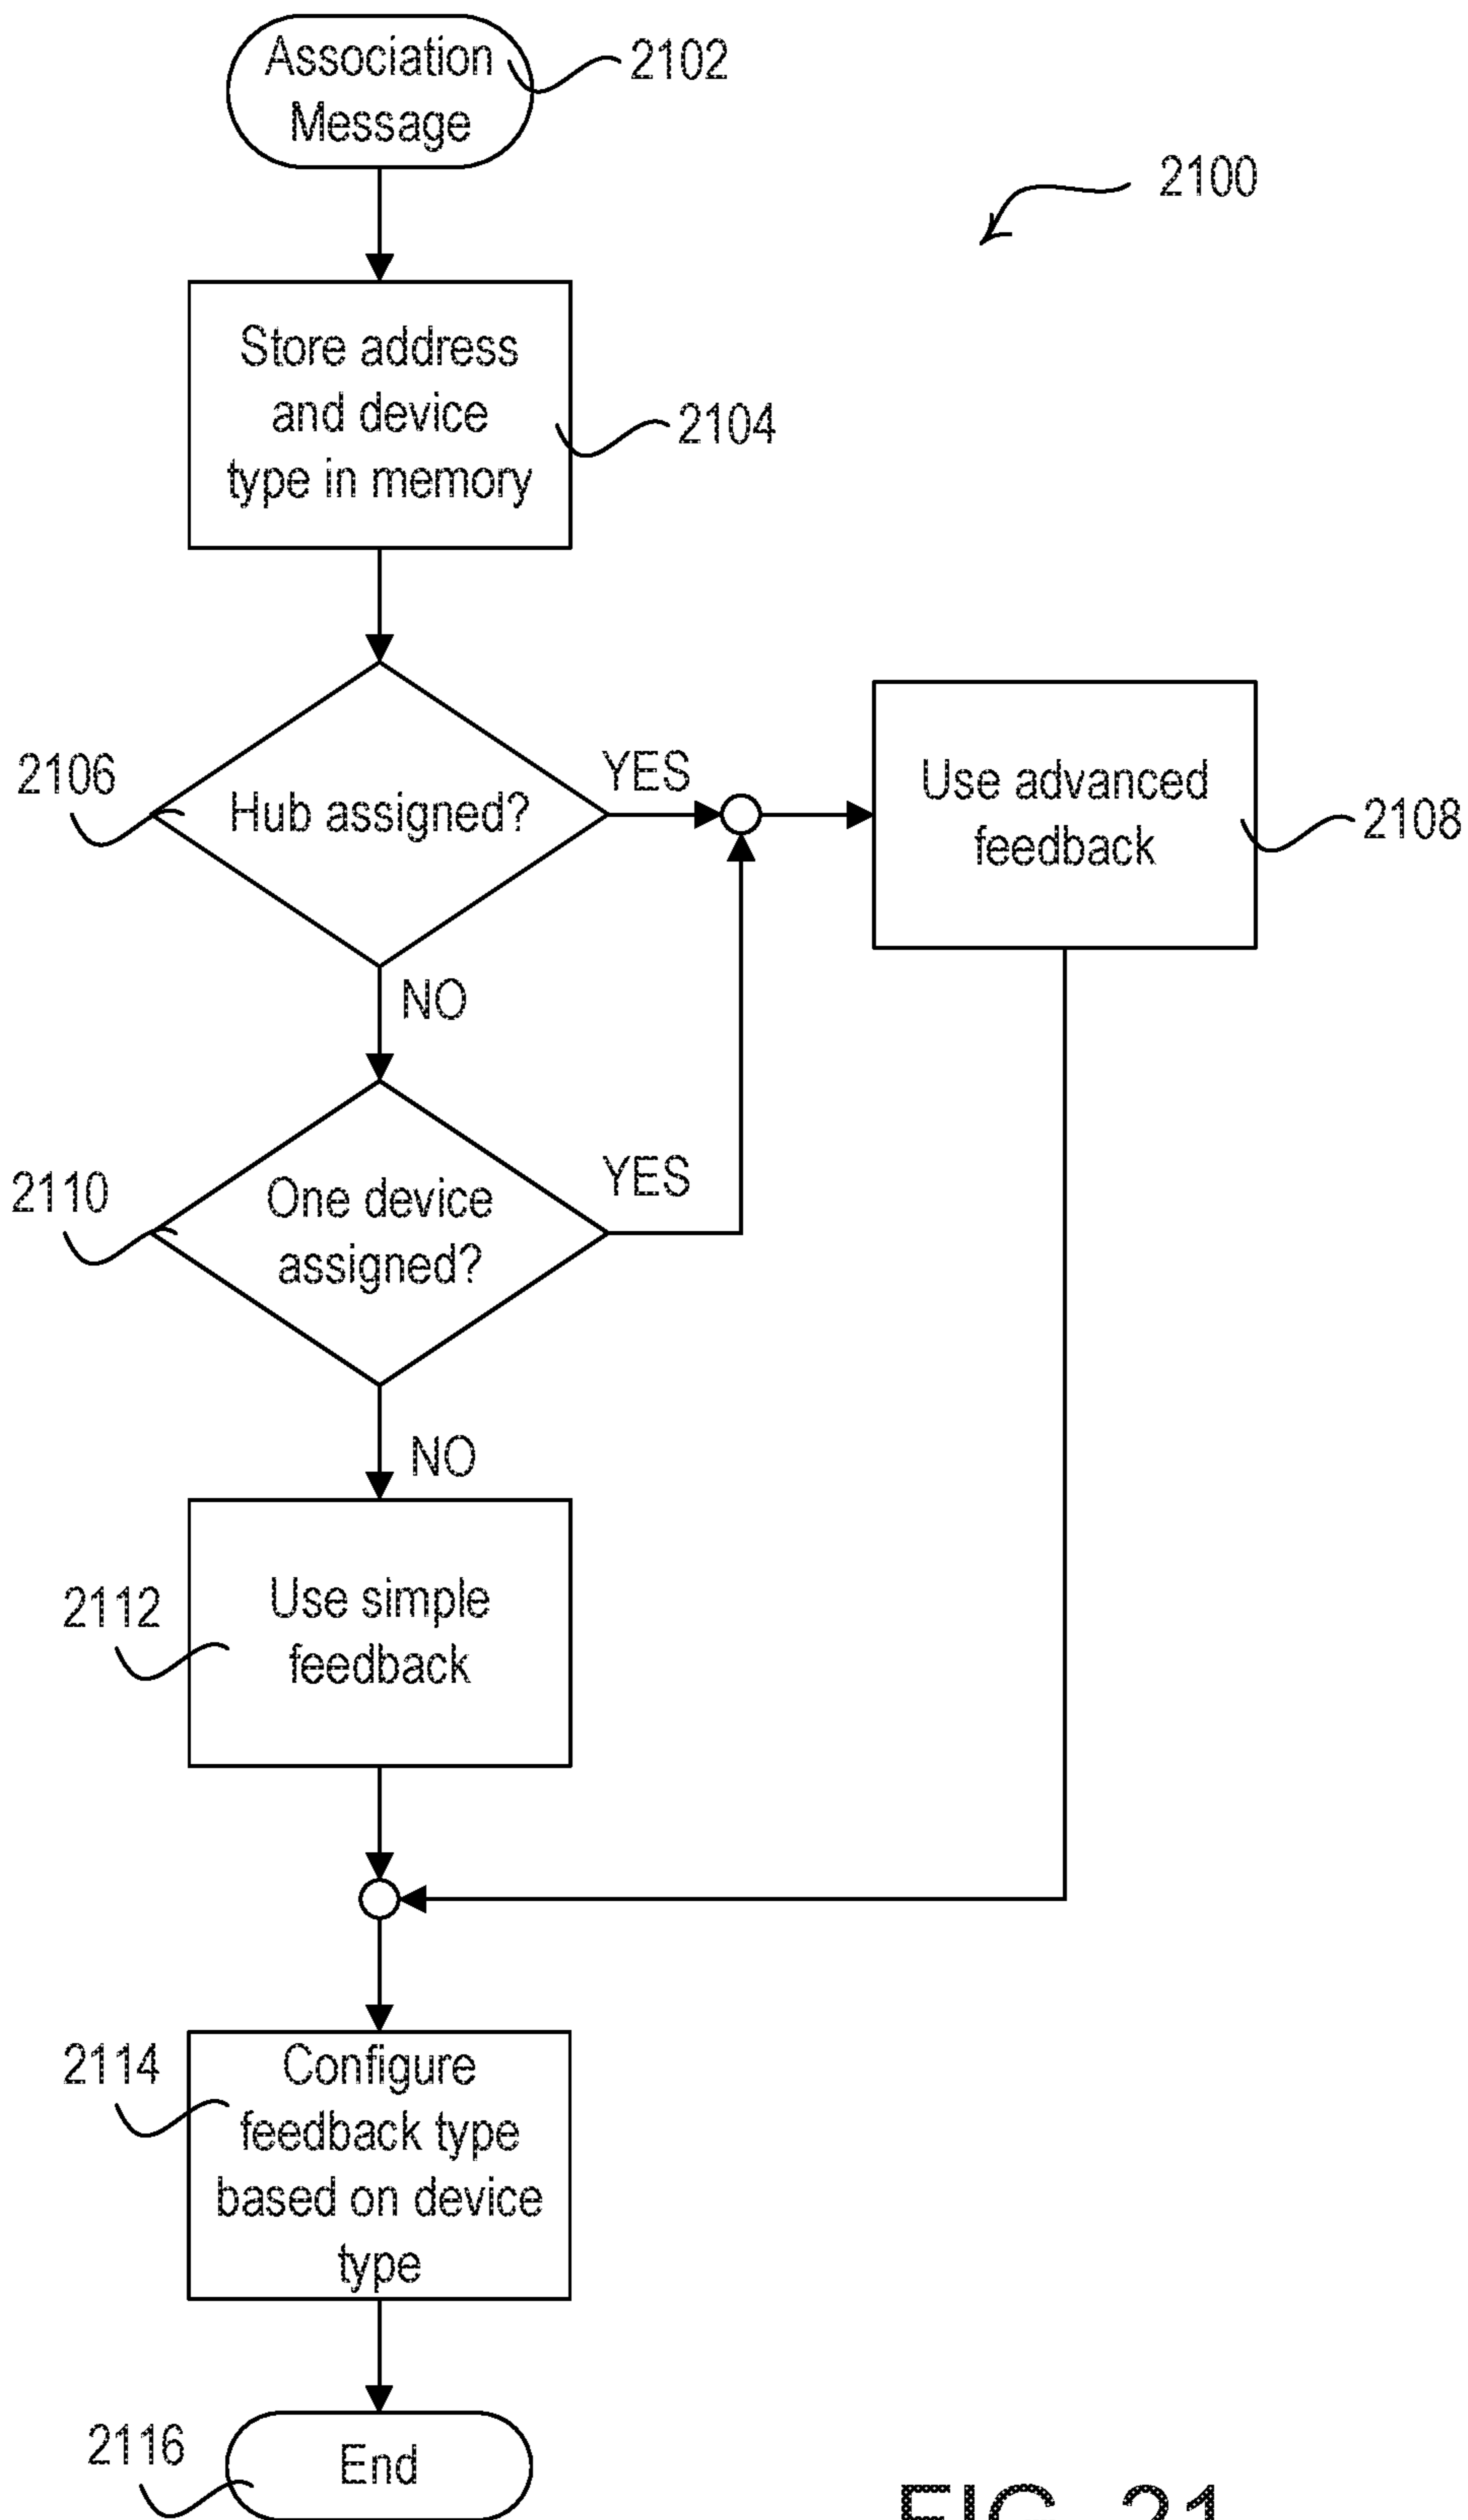 Association
Message
2102
2100
Store address
and device
type in memory
2104
2106
Hub assigned?
YES
Use advanced
feedback
2108
NO
2110
One device
assigned?
YES
NO
2112
Use simple
feedback
2114
Configure
feedback type
based on device
type
2116
End
FIG. 21